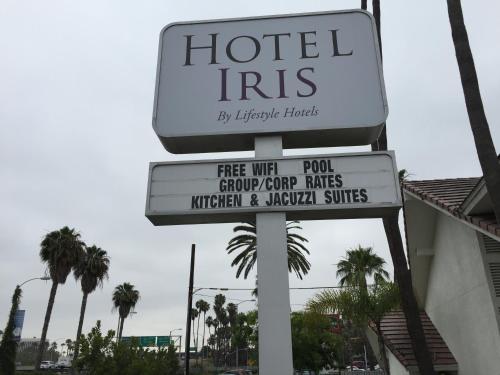 HOTEL
IRIS
By Lifestyle Hotels
FREE WIFI POOL
GROUP/CORP RATES
KITCHEN & JACUZZI SUITES